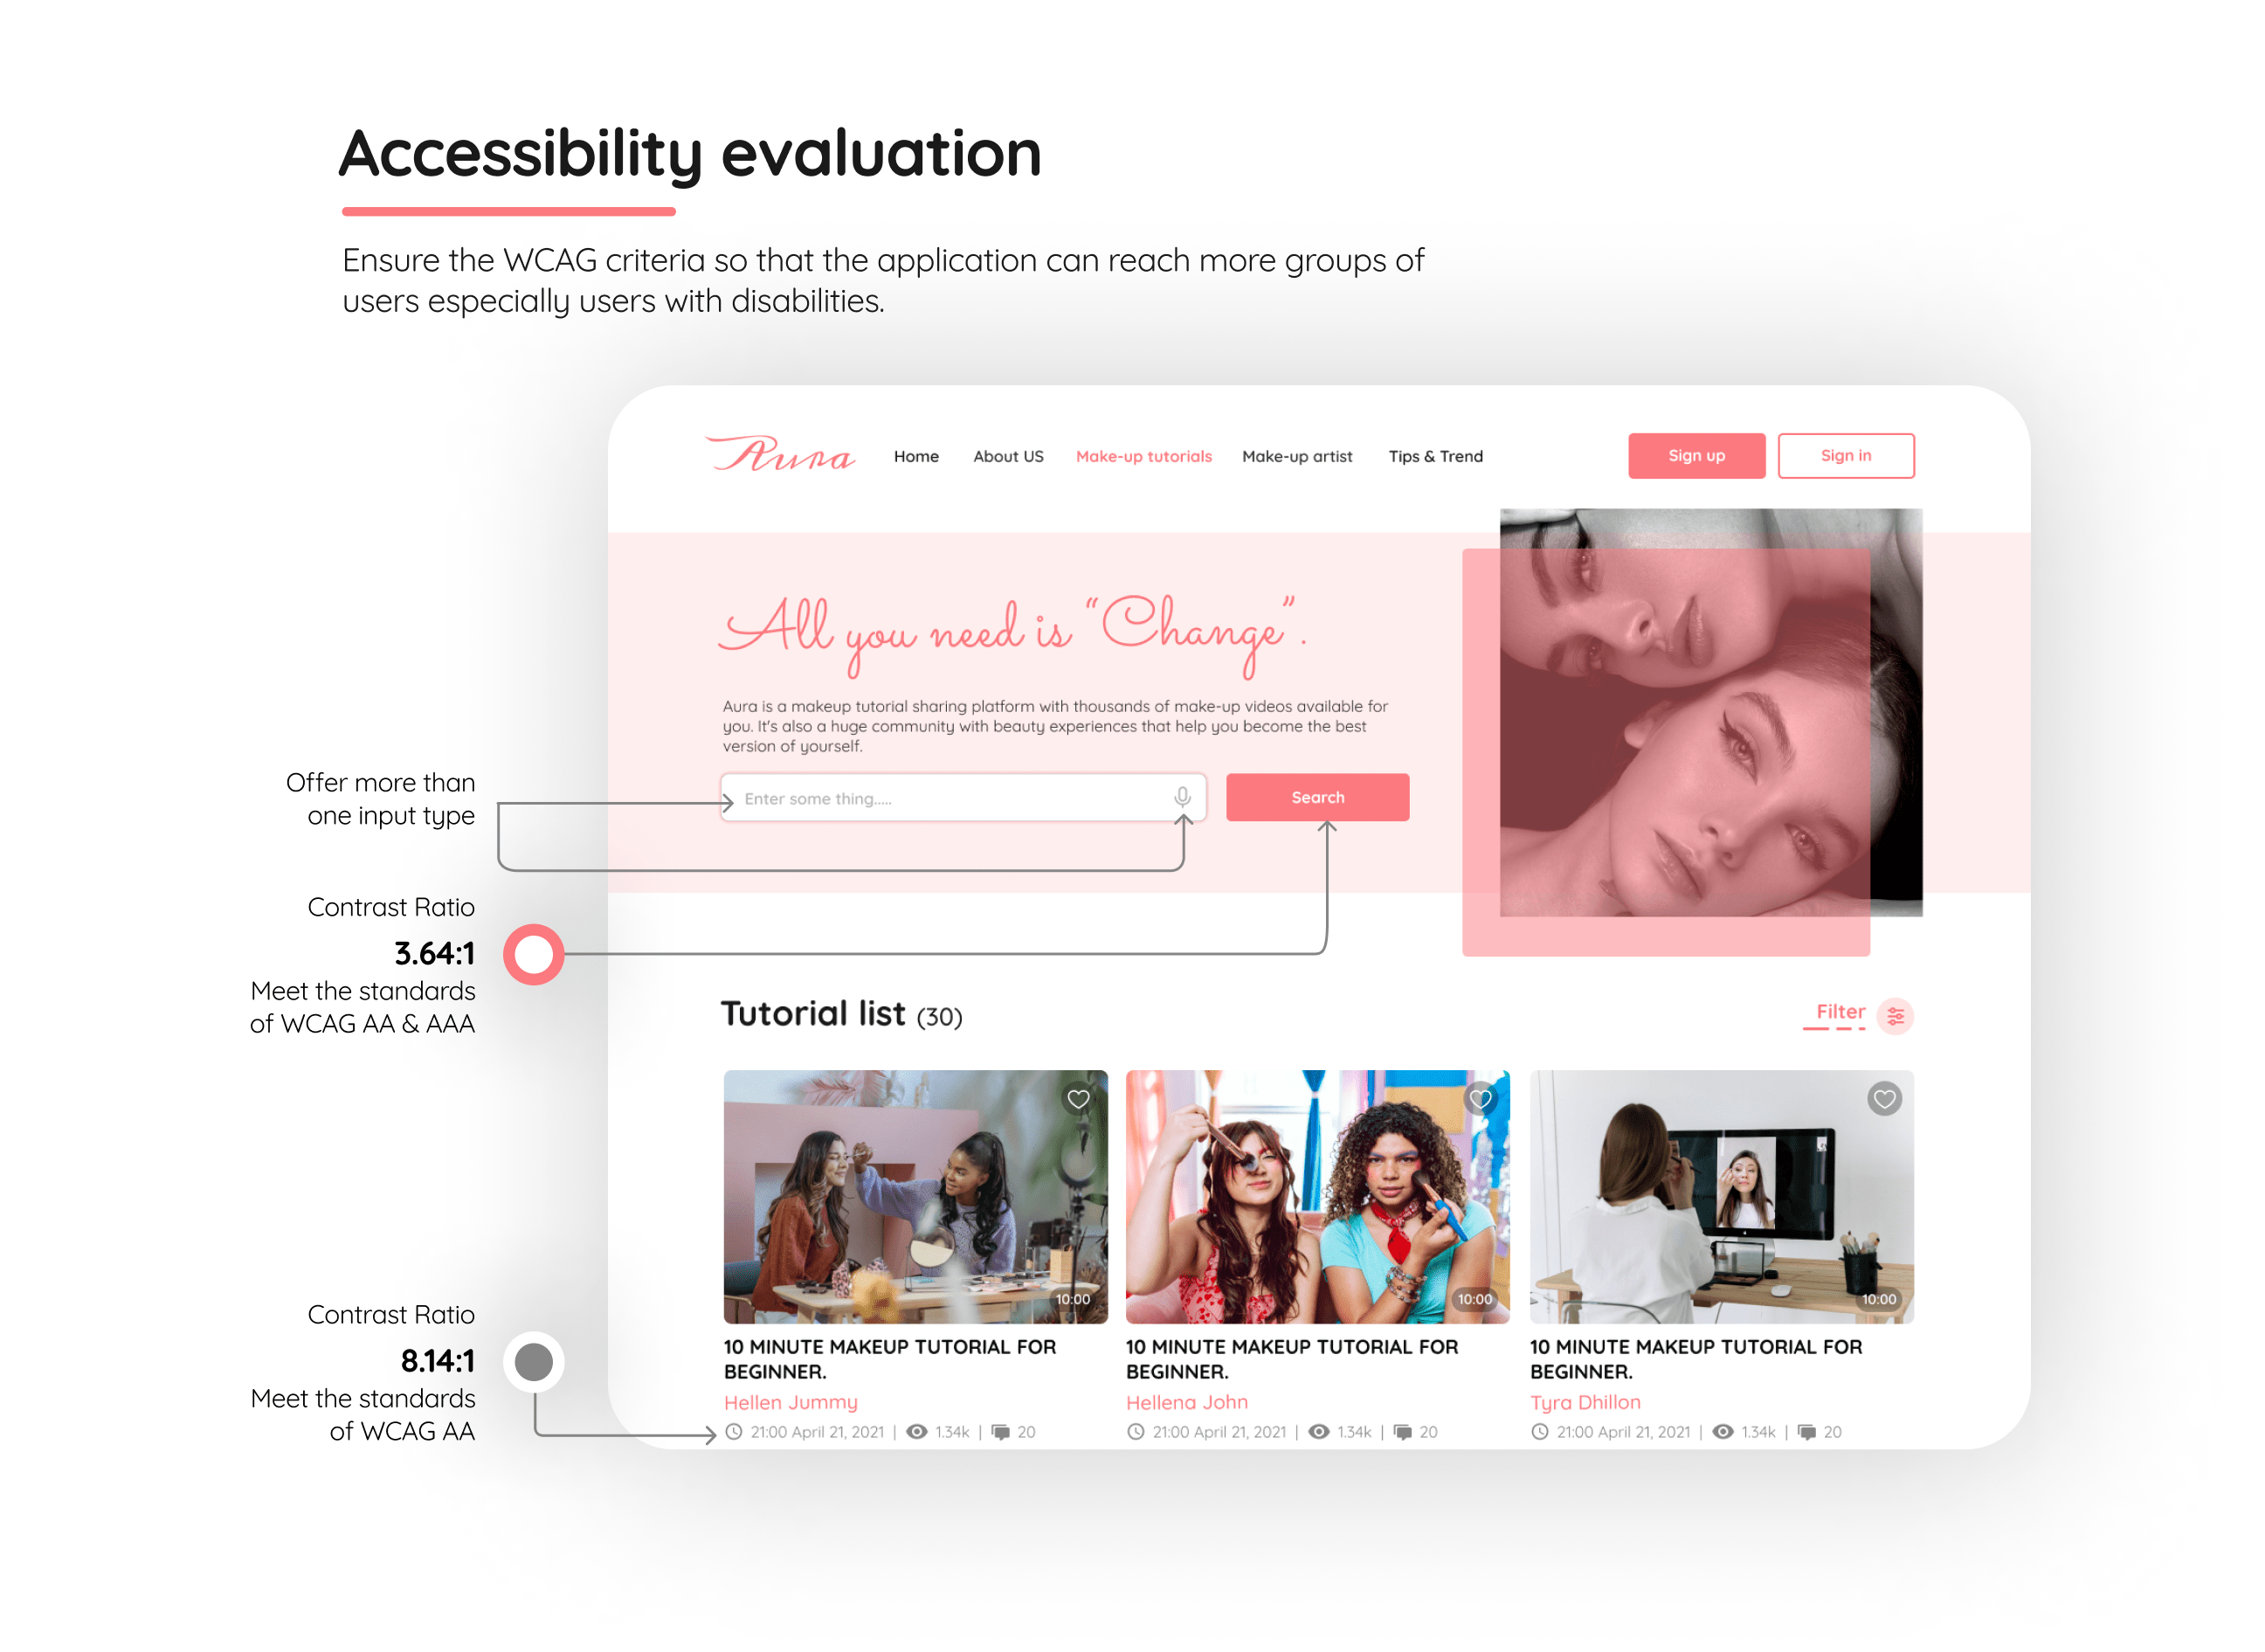 Accessibility evaluation
Ensure the WCAG criteria so that the application can reach more groups of
users especially users with disabilities.
Aura
Home
About US
Make-up tutorials
Make-up artist
Tips & Trend
Sign up
Sign in
All you need is “Change”.
Aura is a makeup tutorial sharing platform with thousands of make-up videos available for
you. It's also a huge community with beauty experiences that help you become the best
version of yourself.
Enter some thing.....
Search
Offer more than
one input type
Contrast Ratio
3.64:1
Meet the standards
of WCAG AA & AAA
Tutorial list (30)
Filter
10:00
10:00
10:00
10 MINUTE MAKEUP TUTORIAL FOR
BEGINNER.
Hellen Jummy
21:00 April 21, 2021 | 1.34k | 20
10 MINUTE MAKEUP TUTORIAL FOR
BEGINNER.
Hellena John
21:00 April 21, 2021 | 1.34k | 20
10 MINUTE MAKEUP TUTORIAL FOR
BEGINNER.
Tyra Dhillon
21:00 April 21, 2021 | 1.34k | 20
Contrast Ratio
8.14:1
Meet the standards
of WCAG AA